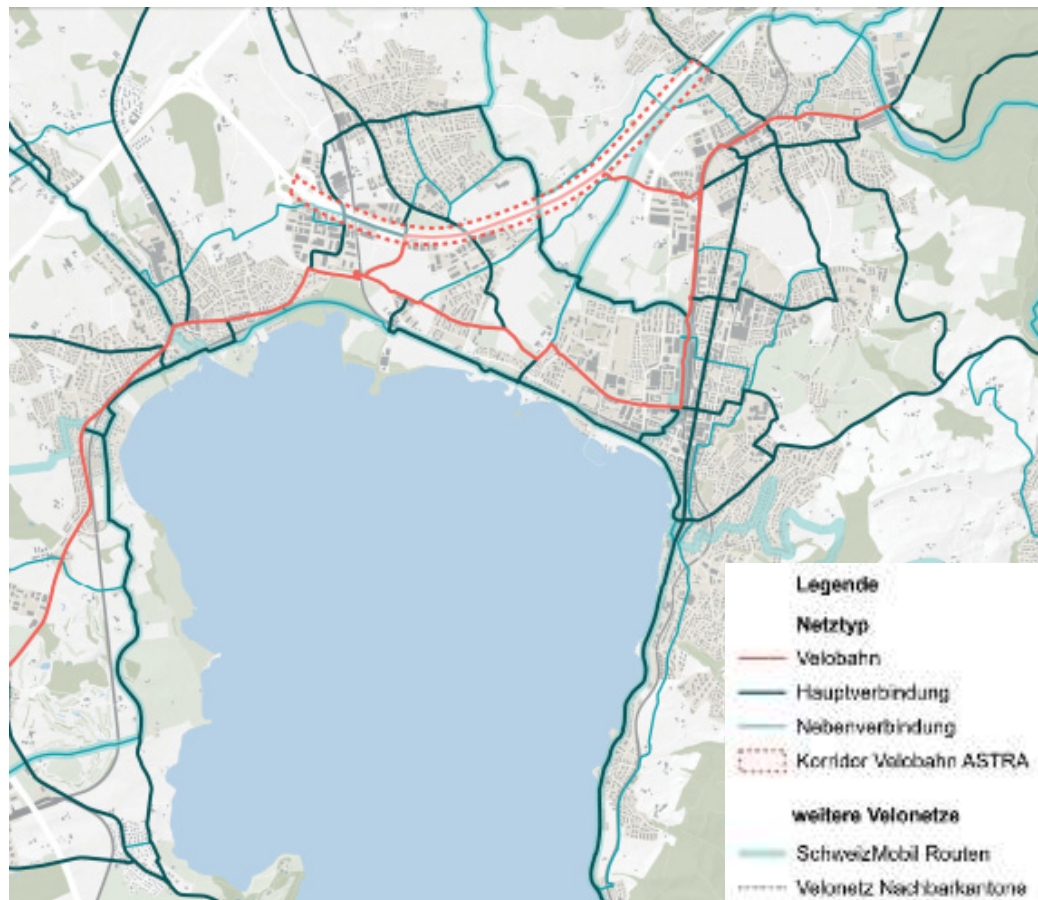 Legende
Netztyp
Velobahn
Hauptverbindung
Nebenverbindung
Korridor Velobahn ASTRA
weitere Velonetze
SchweizMobil Routen
Velonetz Nachbarkantone